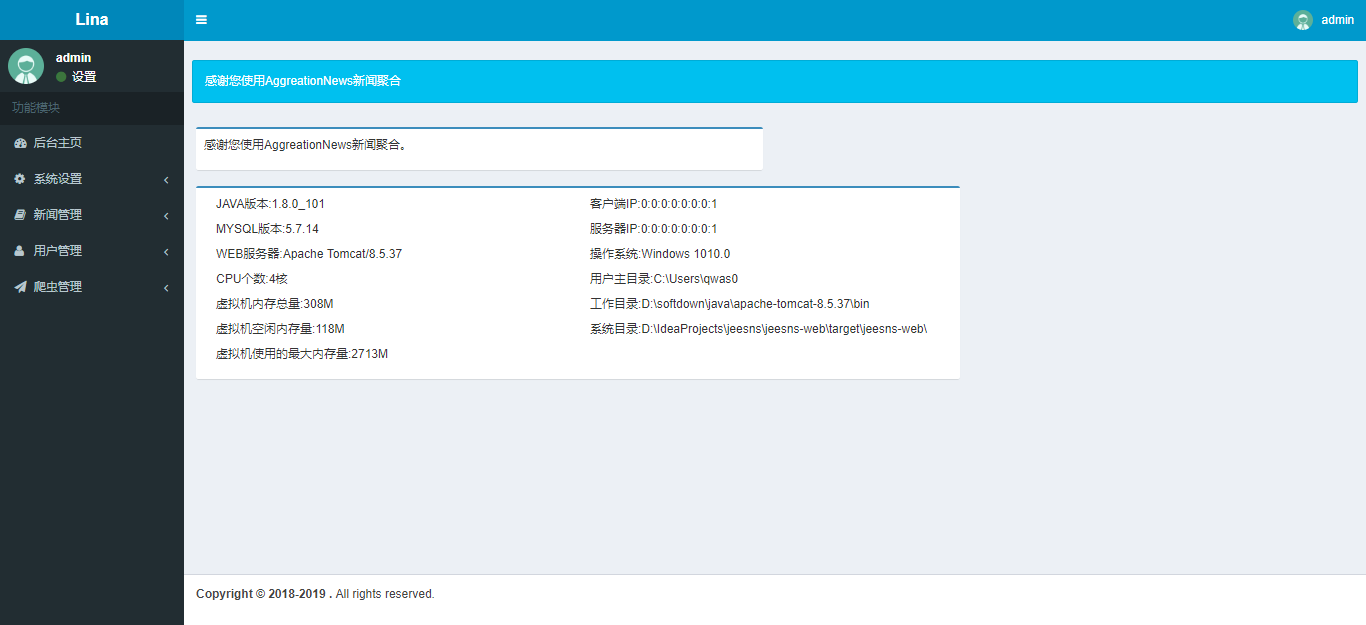 Lina
admin
admin
设置
功能模块
后台主页
系统设置
新闻管理
用户管理
爬虫管理
感谢您使用AggreationNews新闻聚合
感谢您使用AggreationNews新闻聚合。
JAVA版本:1.8.0_101
客户端IP:0:0:0:0:0:0:0:1
MYSQL版本:5.7.14
服务器IP:0:0:0:0:0:0:0:1
WEB服务器:Apache Tomcat/8.5.37
操作系统:Windows 1010.0
CPU个数:4核
用户主目录:C:\Users\qwas0
虚拟机内存总量:308M
工作目录:D:\softdown\java\apache-tomcat-8.5.37\bin
虚拟机空闲内存量:118M
系统目录:D:\IdeaProjects\jeesns\jeesns-web\target\jeesns-web\
虚拟机使用的最大内存量:2713M
Copyright © 2018-2019 . All rights reserved.